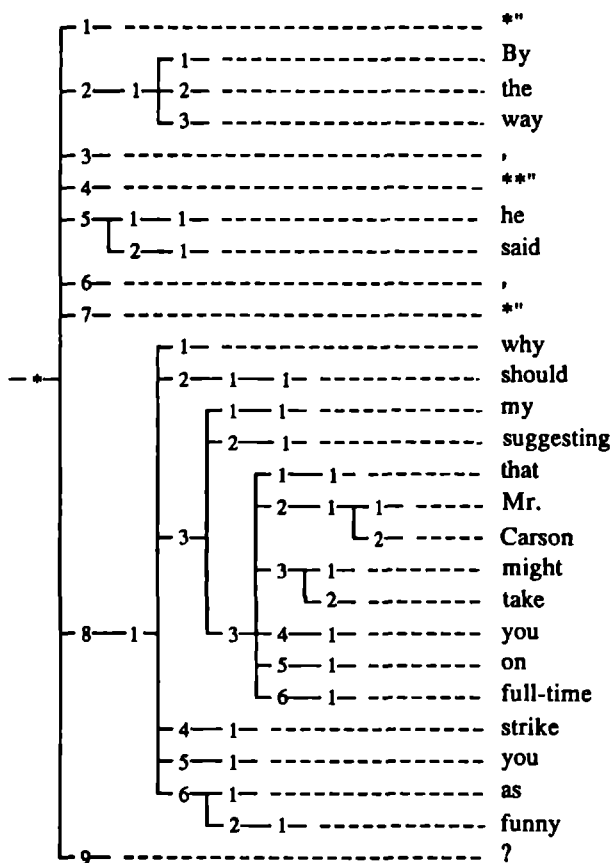 1 *"
1 By
2 1 2 the
3 way
3 ,
4 **"
5 1 1 he
2 1 said
6 ,
7 *"
1 why
* 2 1 1 should
1 1 my
2 1 suggesting
1 1 that
2 1 1 Mr.
2 Carson
3 3 1 might
2 take
8 1 3 4 1 you
5 1 on
6 1 full-time
4 1 strike
5 1 you
6 1 as
2 1 funny
9 ?